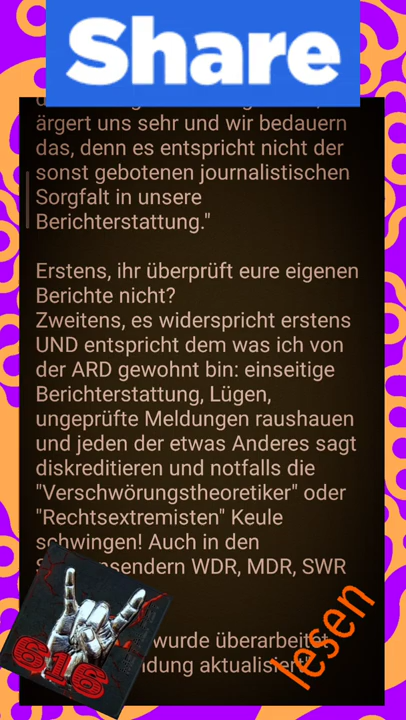 Share
ärgert uns sehr und wir bedauern
das, denn es entspricht nicht der
sonst gebotenen journalistischen
Sorgfalt in unsere
Berichterstattung."
Erstens, ihr überprüft eure eigenen
Berichte nicht?
Zweitens, es widerspricht erstens
UND entspricht dem was ich von
der ARD gewohnt bin: einseitige
Berichterstattung, Lügen,
ungeprüfte Meldungen raushauen
und jeden der etwas Anderes sagt
diskreditieren und notfalls die
"Verschwörungstheoretiker" oder
"Rechtsextremisten" Keule
schwingen! Auch in den
WDR, MDR, SWR
wurde überarbeitet,
aktualisiert
616
lesen